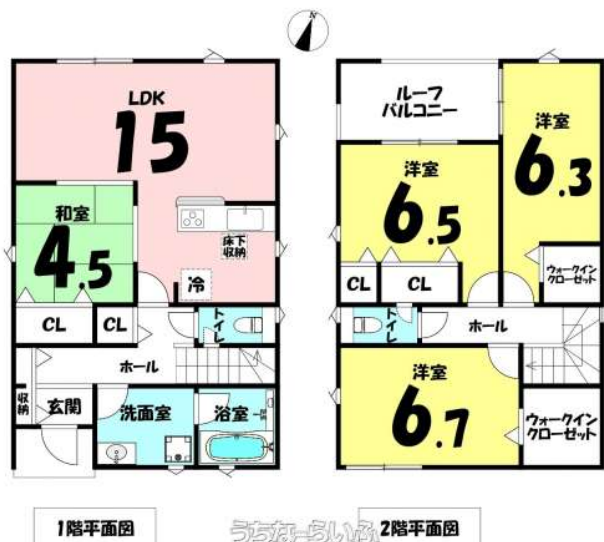 N
LDK
15
和室
4.5
床下
収納
冷
CL
CL
トイレ
ホール
収納
玄関
洗面室
浴室
1階平面図
ルーフ
バルコニー
洋室
6.3
洋室
6.5
CL
CL
ウォークイン
クローゼット
トイレ
ホール
洋室
6.7
ウォークイン
クローゼット
2階平面図
うちなーらいふ